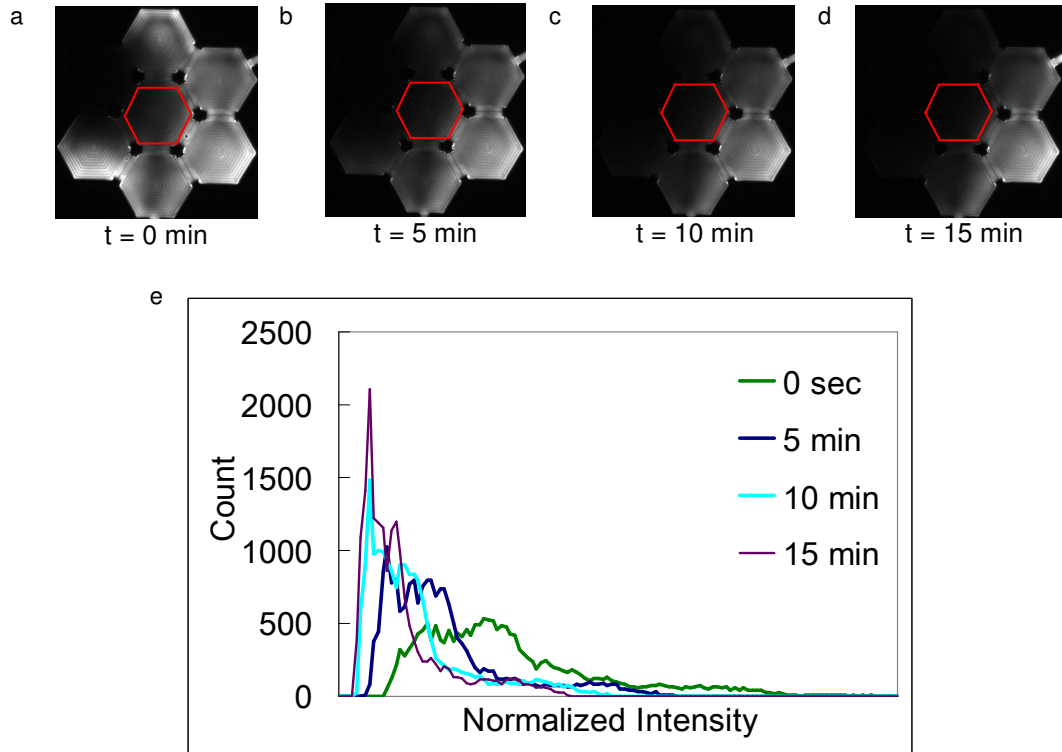 a
b
c
d
t = 0 min
t = 5 min
t = 10 min
t = 15 min
e
2500
2000
1500
1000
500
0
Count
Normalized Intensity
0 sec
5 min
10 min
15 min